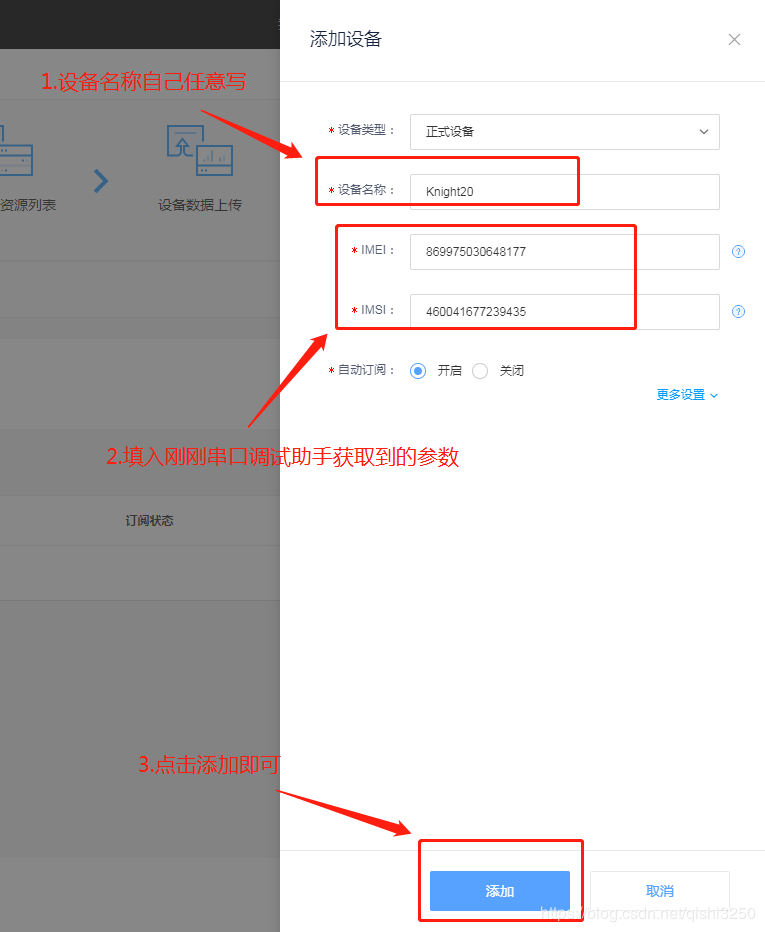 添加设备
1.设备名称自己任意写
* 设备类型： 正式设备
资源列表
设备数据上传
* 设备名称： Knight20
* IMEI： 869975030648177
* IMSI： 460041677239435
* 自动订阅： 开启 关闭
更多设置
2.填入刚刚串口调试助手获取到的参数
订阅状态
3.点击添加即可
添加
取消
https://blog.csdn.net/qishi3250